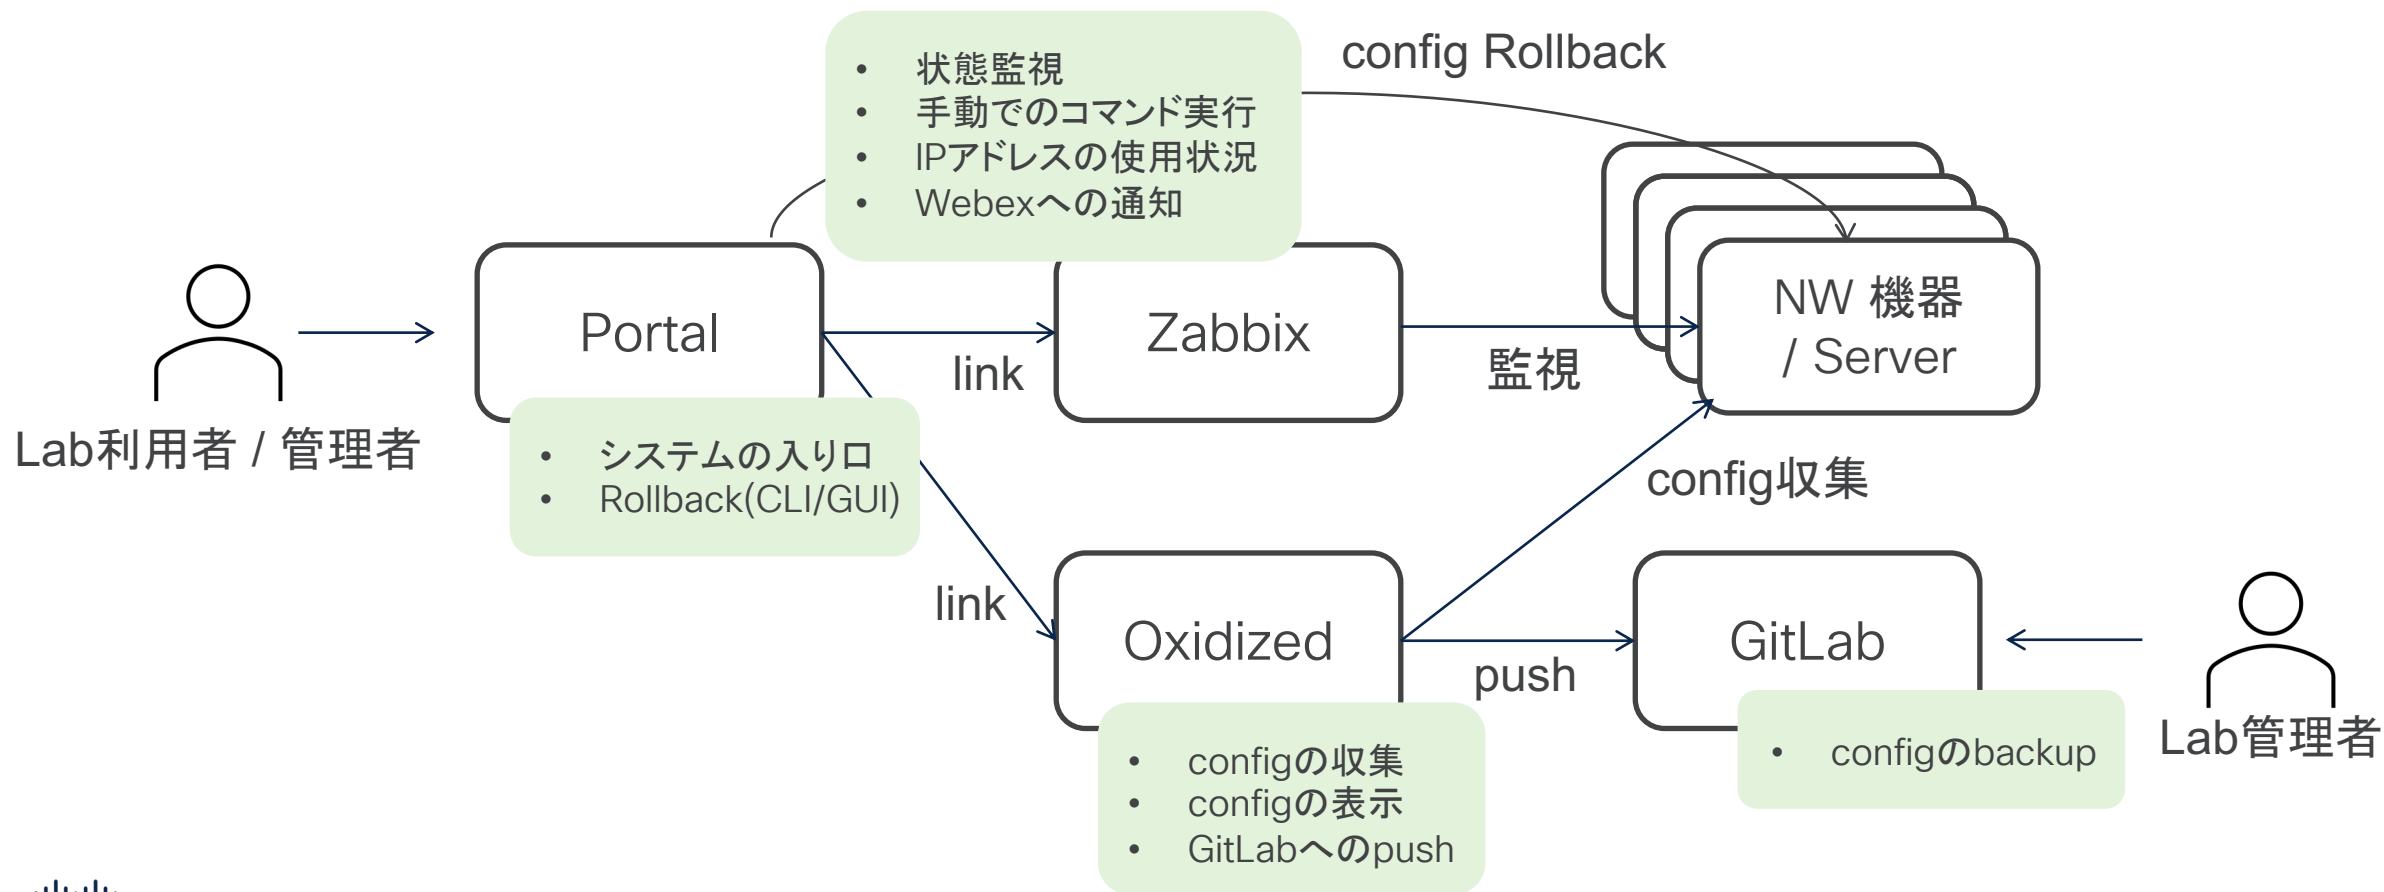 config Rollback
• 状態監視
• 手動でのコマンド実行
• IPアドレスの使用状況
• Webexへの通知
Lab利用者 / 管理者
Portal
• システムの入り口
• Rollback(CLI/GUI)
link
Zabbix
監視
NW 機器
/ Server
config収集
link
Oxidized
• configの収集
• configの表示
• GitLabへのpush
push
GitLab
• configのbackup
Lab管理者